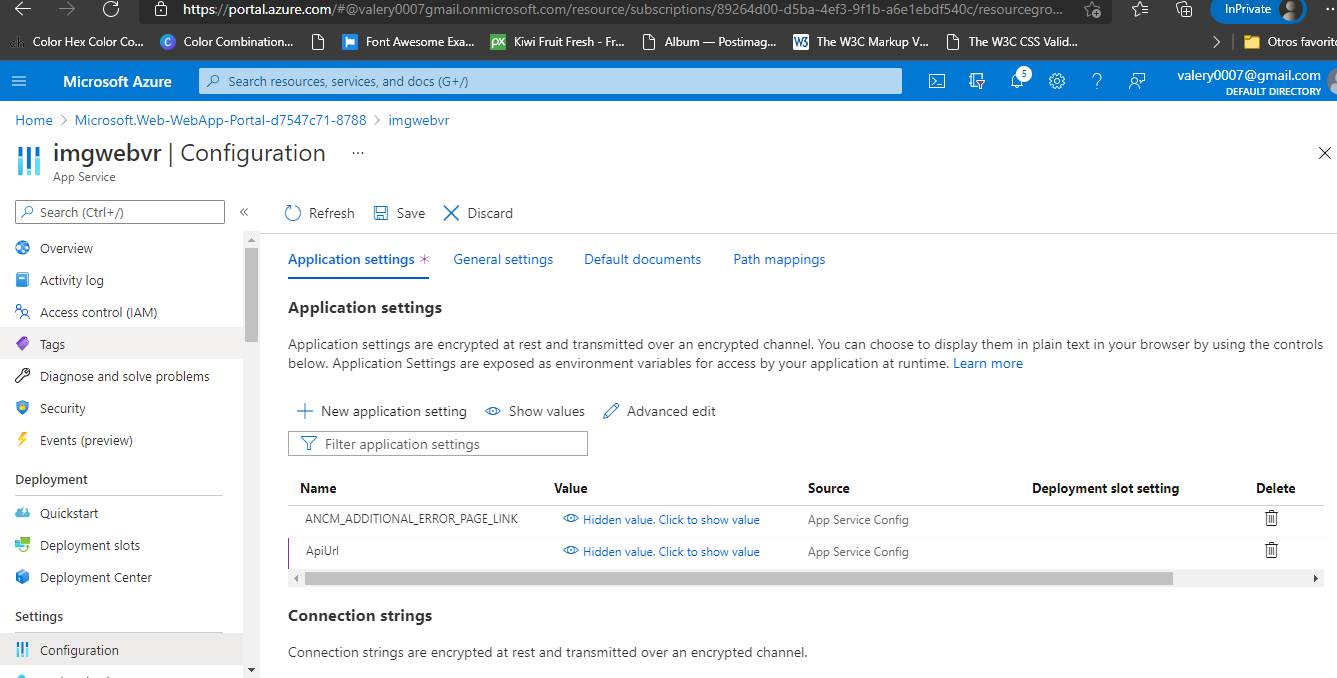 https://portal.azure.com/#@valery0007gmail.onmicrosoft.com/resource/subscriptions/89264d00-d5ba-4ef3-9f1b-a6e1ebdf540c/resourcegro...
InPrivate
Color Hex Color Co...
Color Combination...
Font Awesome Exa...
Kiwi Fruit Fresh - Fr...
Album — Postimag...
The W3C Markup V...
The W3C CSS Valid...
Otros favorito
Microsoft Azure
Search resources, services, and docs (G+/)
5
valery0007@gmail.com
DEFAULT DIRECTORY
Home > Microsoft.Web-WebApp-Portal-d7547c71-8788 > imgwebvr
imgwebvr | Configuration ...
App Service
Search (Ctrl+/)
«
Refresh
Save
Discard
Overview
Activity log
Access control (IAM)
Tags
Diagnose and solve problems
Security
Events (preview)
Deployment
Quickstart
Deployment slots
Deployment Center
Settings
Configuration
Application settings *
General settings
Default documents
Path mappings
Application settings
Application settings are encrypted at rest and transmitted over an encrypted channel. You can choose to display them in plain text in your browser by using the controls
below. Application Settings are exposed as environment variables for access by your application at runtime. Learn more
New application setting
Show values
Advanced edit
Filter application settings
Name Value Source Deployment slot setting Delete
ANCM_ADDITIONAL_ERROR_PAGE_LINK Hidden value. Click to show value App Service Config
ApiUrl Hidden value. Click to show value App Service Config
Connection strings
Connection strings are encrypted at rest and transmitted over an encrypted channel.